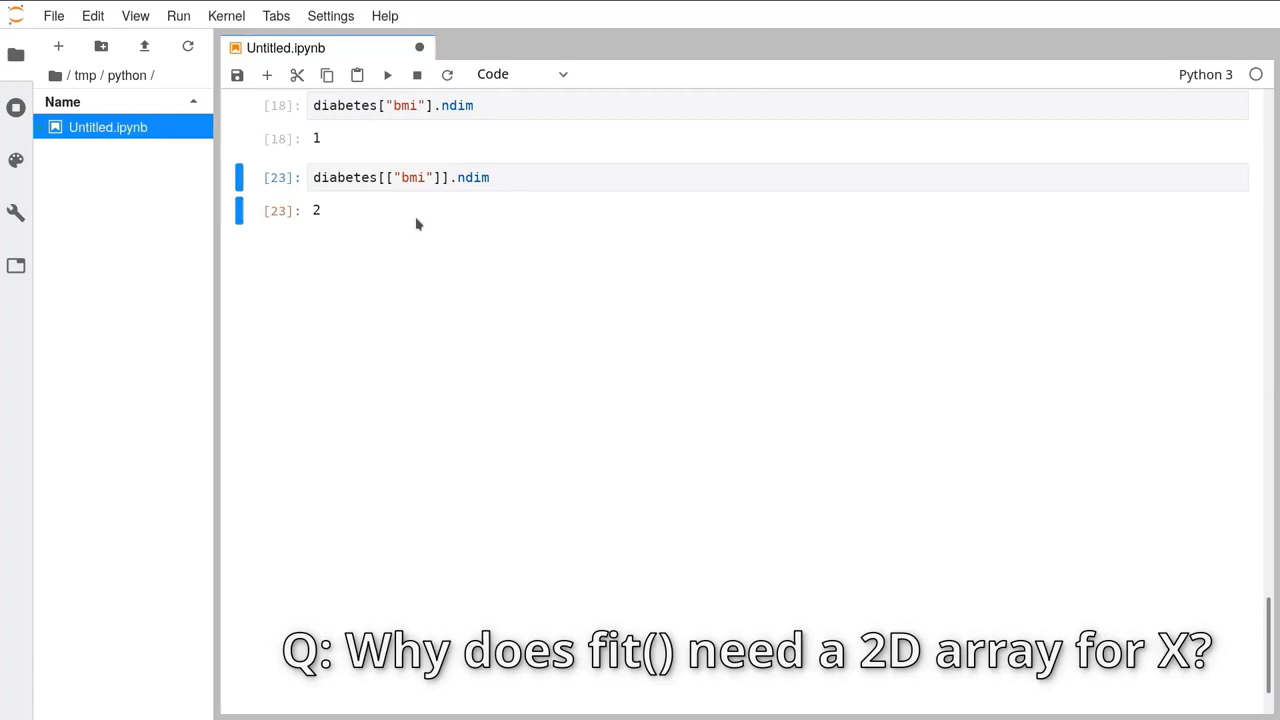 File Edit View Run Kernel Tabs Settings Help
/ tmp / python /
Name
Untitled.ipynb
Untitled.ipynb
Code
Python 3
[18]: diabetes["bmi"].ndim
[18]: 1
[23]: diabetes[["bmi"]].ndim
[23]: 2
Q: Why does fit() need a 2D array for X?